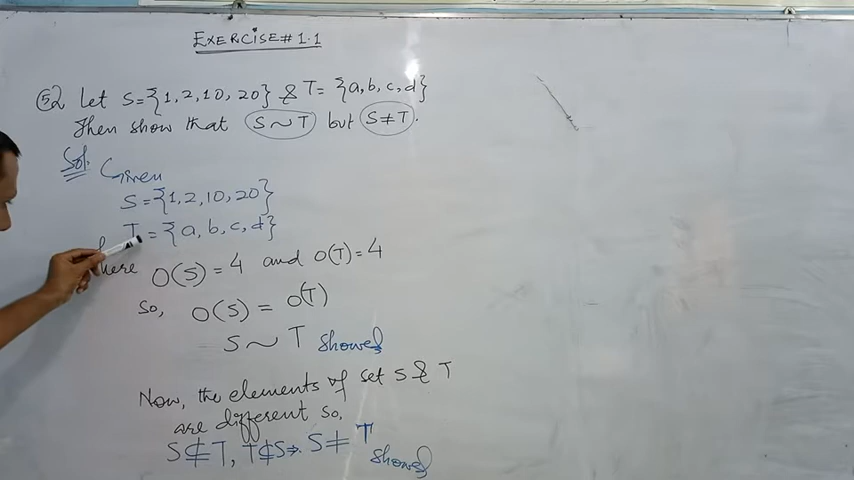 EXERCISE # 1.1
52 Let S={1,2,10,20} & T={a,b,c,d}
Then show that S~T but S≠T.
Sol: Given
S={1,2,10,20}
T={a,b,c,d}
here O(S)=4 and O(T)=4
So, O(S) = O(T)
S ~ T Showed
Now, the elements of set S & T
are different so,
S⊄T, T⊄S⇒ S≠T
Showed